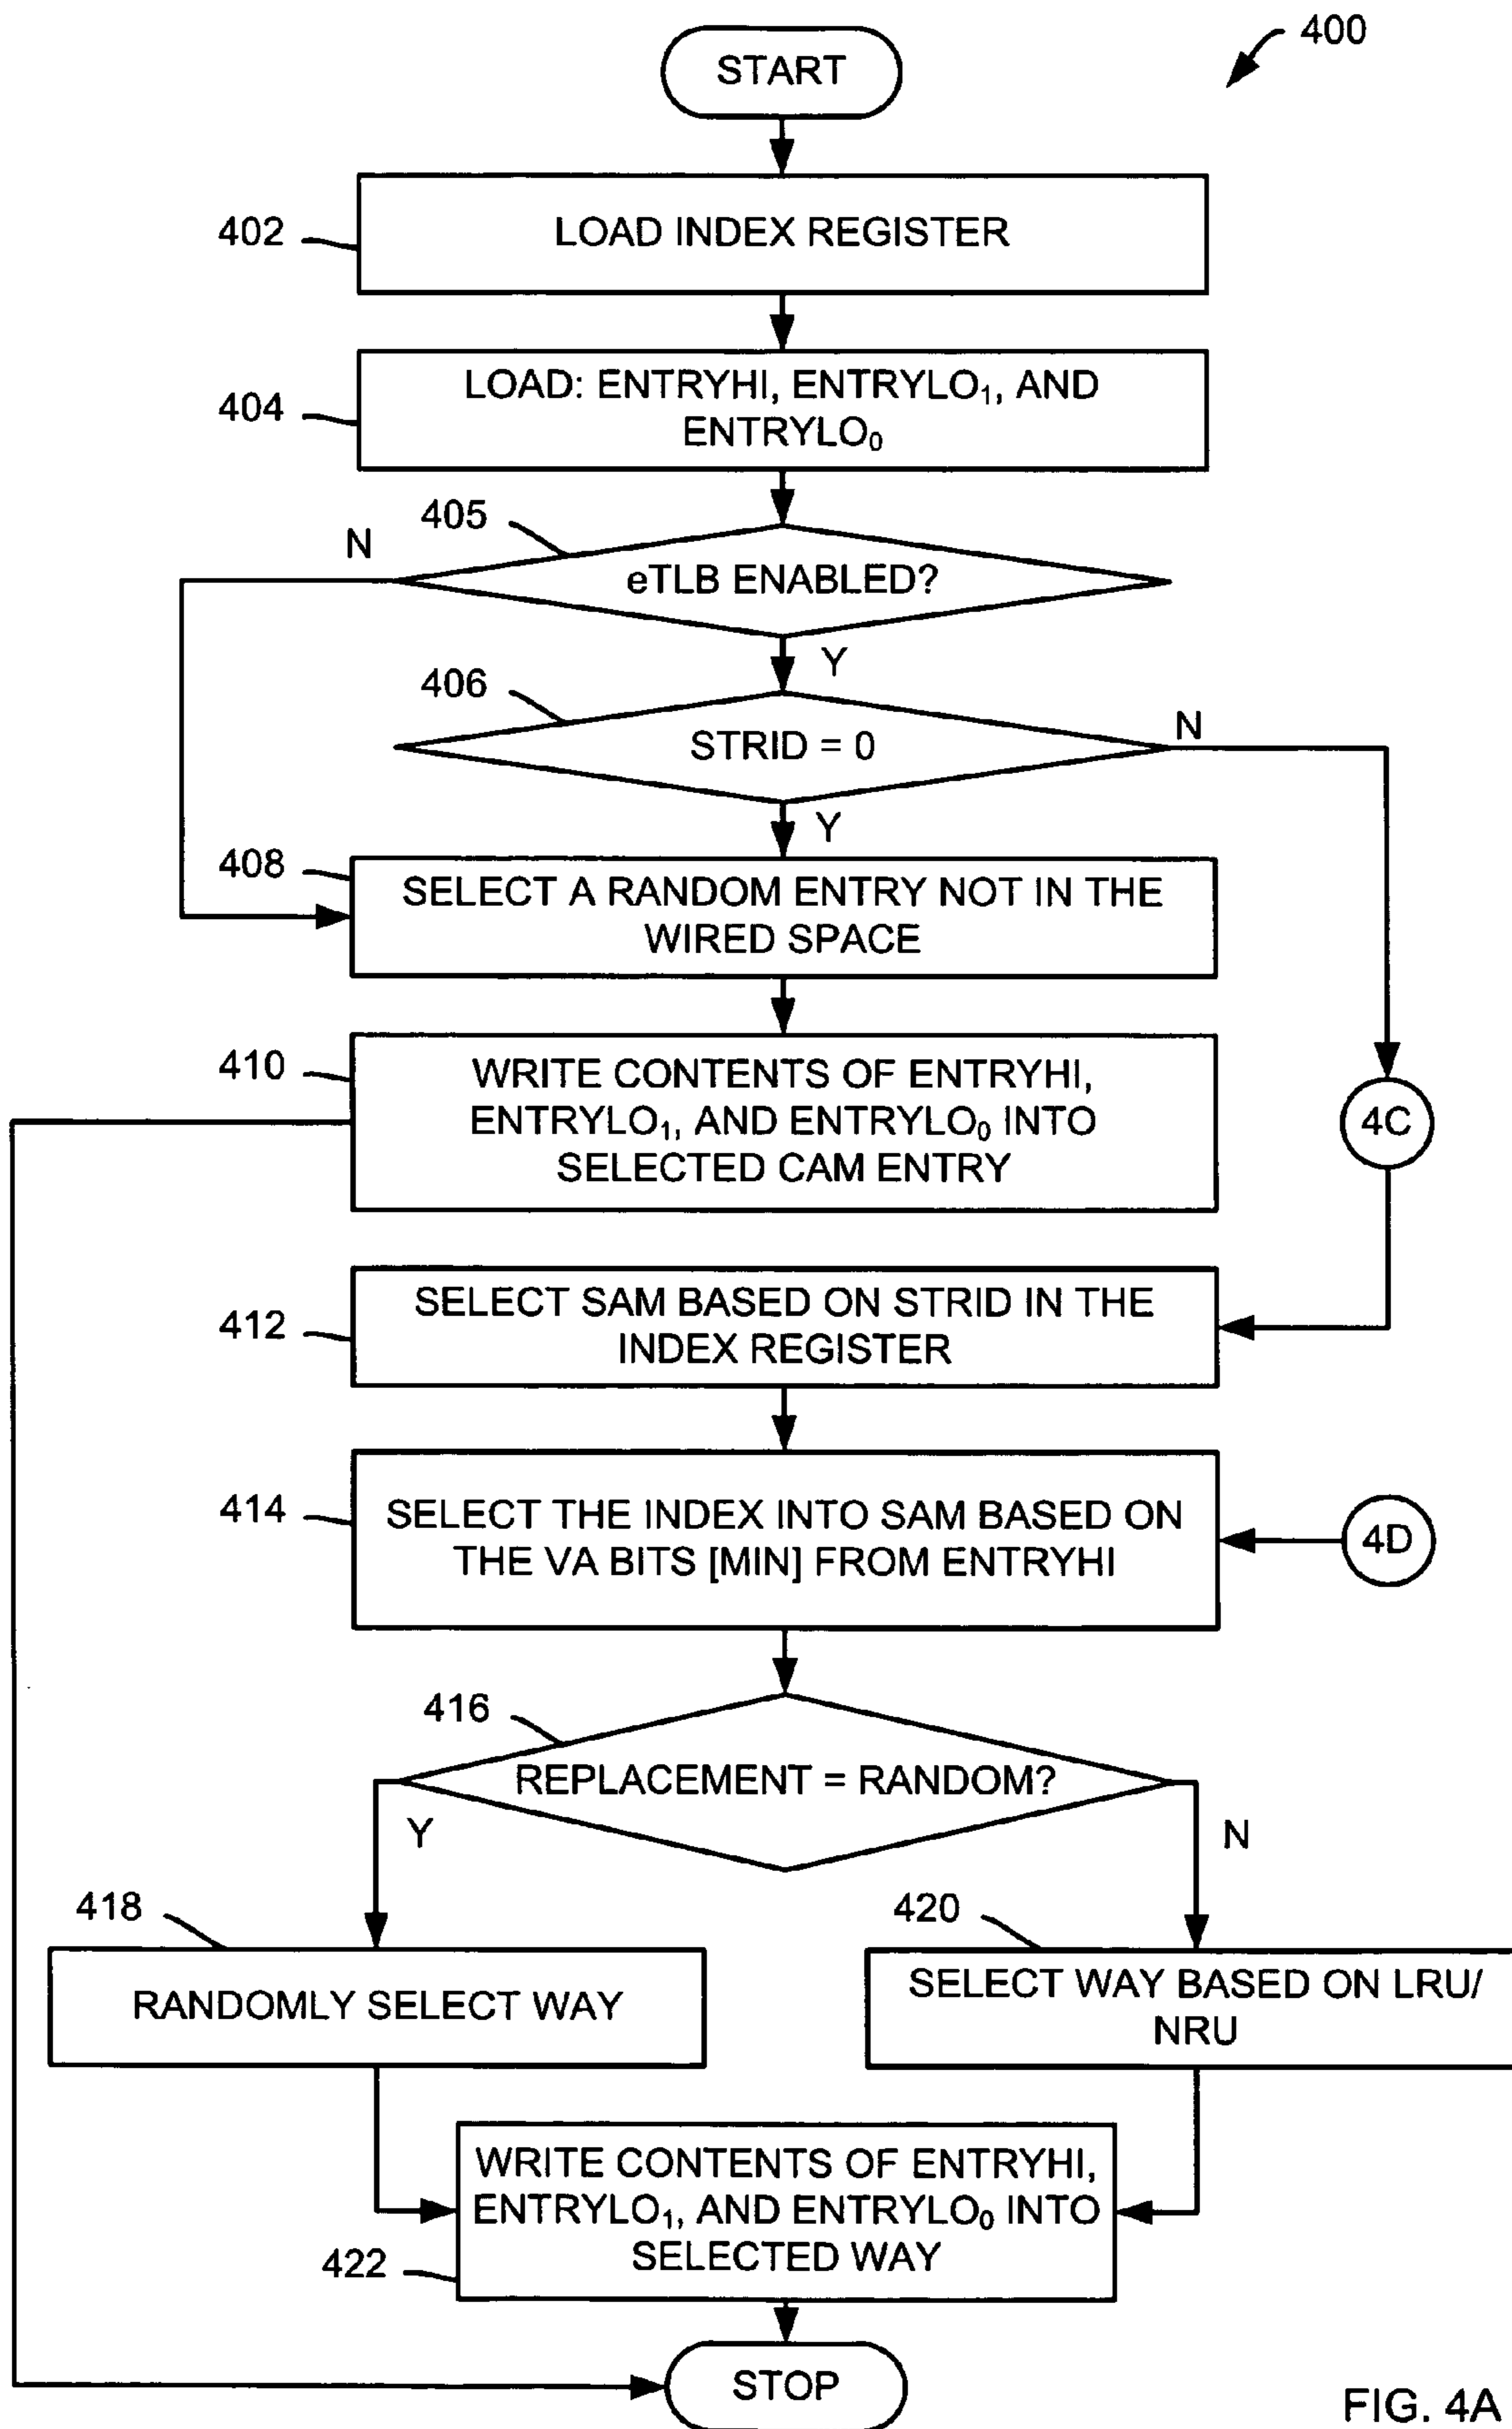 400
START
402
LOAD INDEX REGISTER
404
LOAD: ENTRYHI, ENTRYLO₁, AND
ENTRYLO₀
405
N
eTLB ENABLED?
Y
406
STRID = 0
N
Y
408
SELECT A RANDOM ENTRY NOT IN THE
WIRED SPACE
410
WRITE CONTENTS OF ENTRYHI,
ENTRYLO₁, AND ENTRYLO₀ INTO
SELECTED CAM ENTRY
4C
412
SELECT SAM BASED ON STRID IN THE
INDEX REGISTER
414
SELECT THE INDEX INTO SAM BASED ON
THE VA BITS [MIN] FROM ENTRYHI
4D
416
REPLACEMENT = RANDOM?
Y
N
418
RANDOMLY SELECT WAY
420
SELECT WAY BASED ON LRU/
NRU
WRITE CONTENTS OF ENTRYHI,
ENTRYLO₁, AND ENTRYLO₀ INTO
SELECTED WAY
422
STOP
FIG. 4A